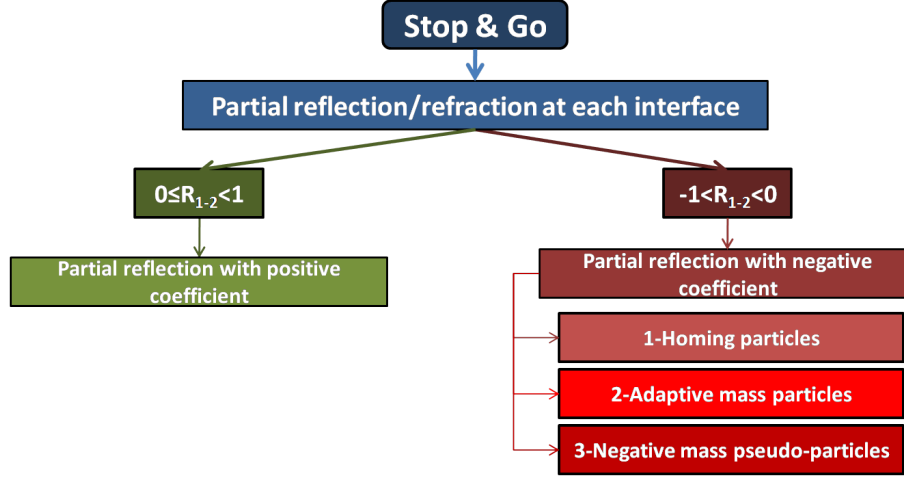 Stop & Go
Partial reflection/refraction at each interface
0≤R1-2<1
-1<R1-2<0
Partial reflection with positive
coefficient
Partial reflection with negative
coefficient
1-Homing particles
2-Adaptive mass particles
3-Negative mass pseudo-particles